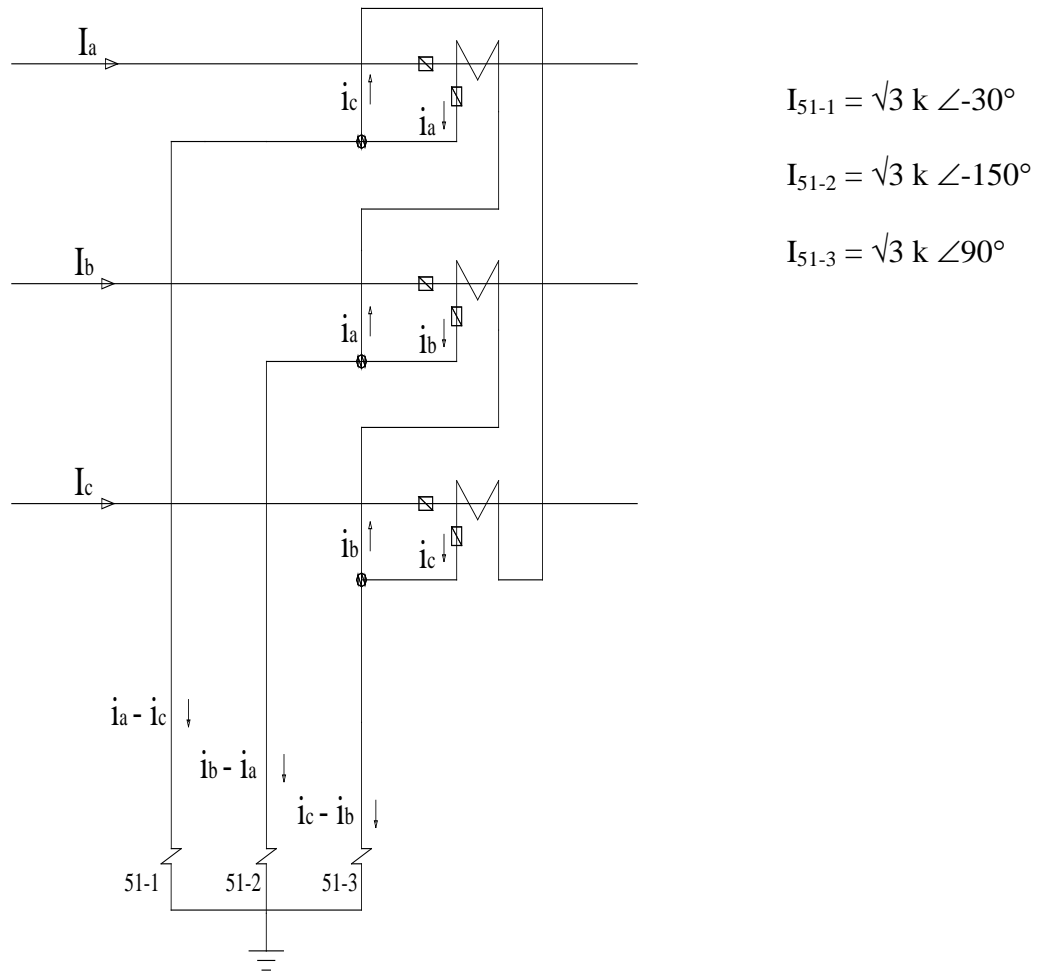 Ia
ic
ia
I51-1 = √3 k ∠-30°
I51-2 = √3 k ∠-150°
I51-3 = √3 k ∠90°
Ib
ia
ib
Ic
ib
ic
ia - ic
ib - ia
ic - ib
51-1 51-2 51-3